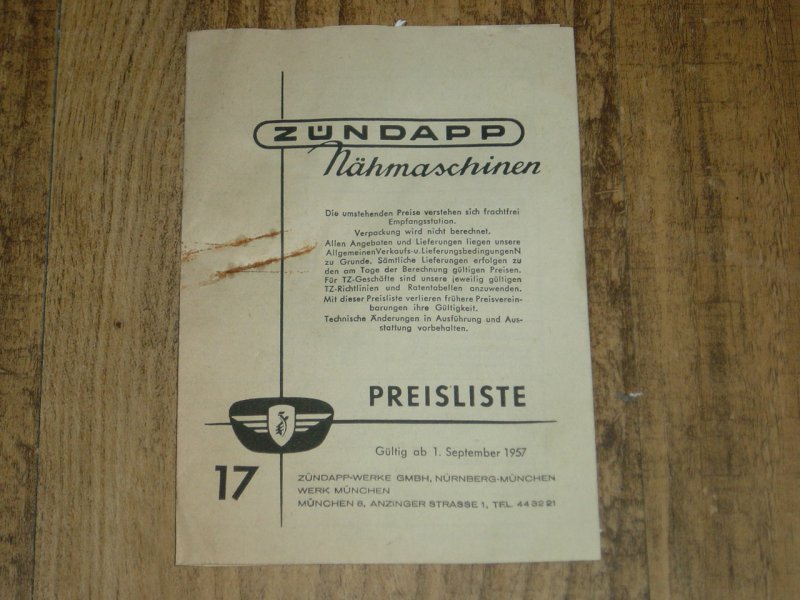 ZÜNDAPP
Nähmaschinen
Die umstehenden Preise verstehen sich frachtfrei
Empfangsstation.
Verpackung wird nicht berechnet.
Allen Angeboten und Lieferungen liegen unsere
AllgemeinenVerkaufs-u.LieferungsbedingungenN
zu Grunde. Sämtliche Lieferungen erfolgen zu
den am Tage der Berechnung gültigen Preisen.
Für TZ-Geschäfte sind unsere jeweilig gültigen
TZ-Richtlinien und Ratentabellen anzuwenden.
Mit dieser Preisliste verlieren frühere Preisverein-
barungen ihre Gültigkeit.
Technische Änderungen in Ausführung und Aus-
stattung vorbehalten.
PREISLISTE
Gültig ab 1. September 1957
17
ZÜNDAPP-WERKE GMBH, NÜRNBERG-MÜNCHEN
WERK MÜNCHEN
MÜNCHEN 8, ANZINGER STRASSE 1, TEL. 44 32 21